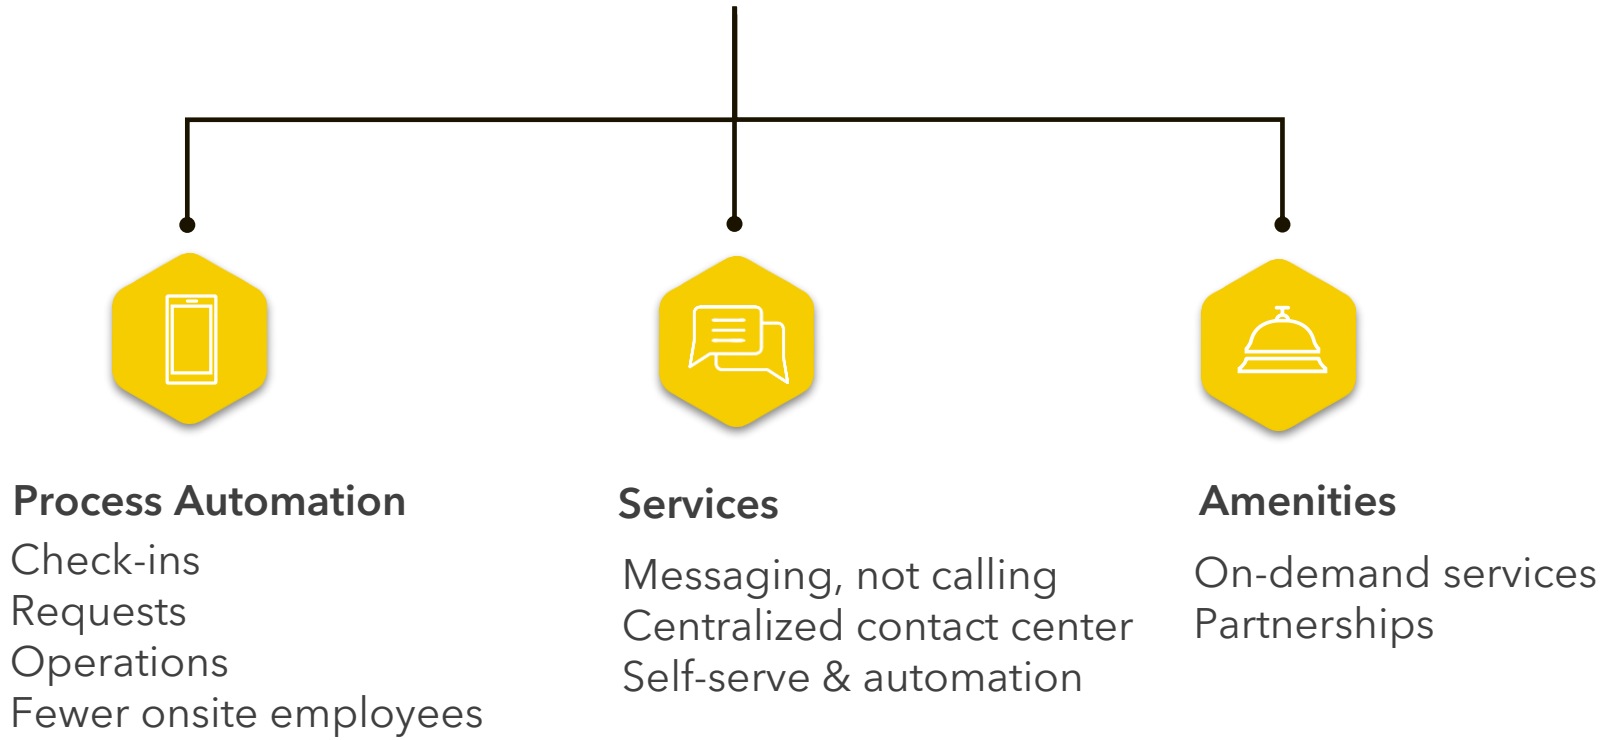 Process Automation
Check-ins
Requests
Operations
Fewer onsite employees
Services
Messaging, not calling
Centralized contact center
Self-serve & automation
Amenities
On-demand services
Partnerships